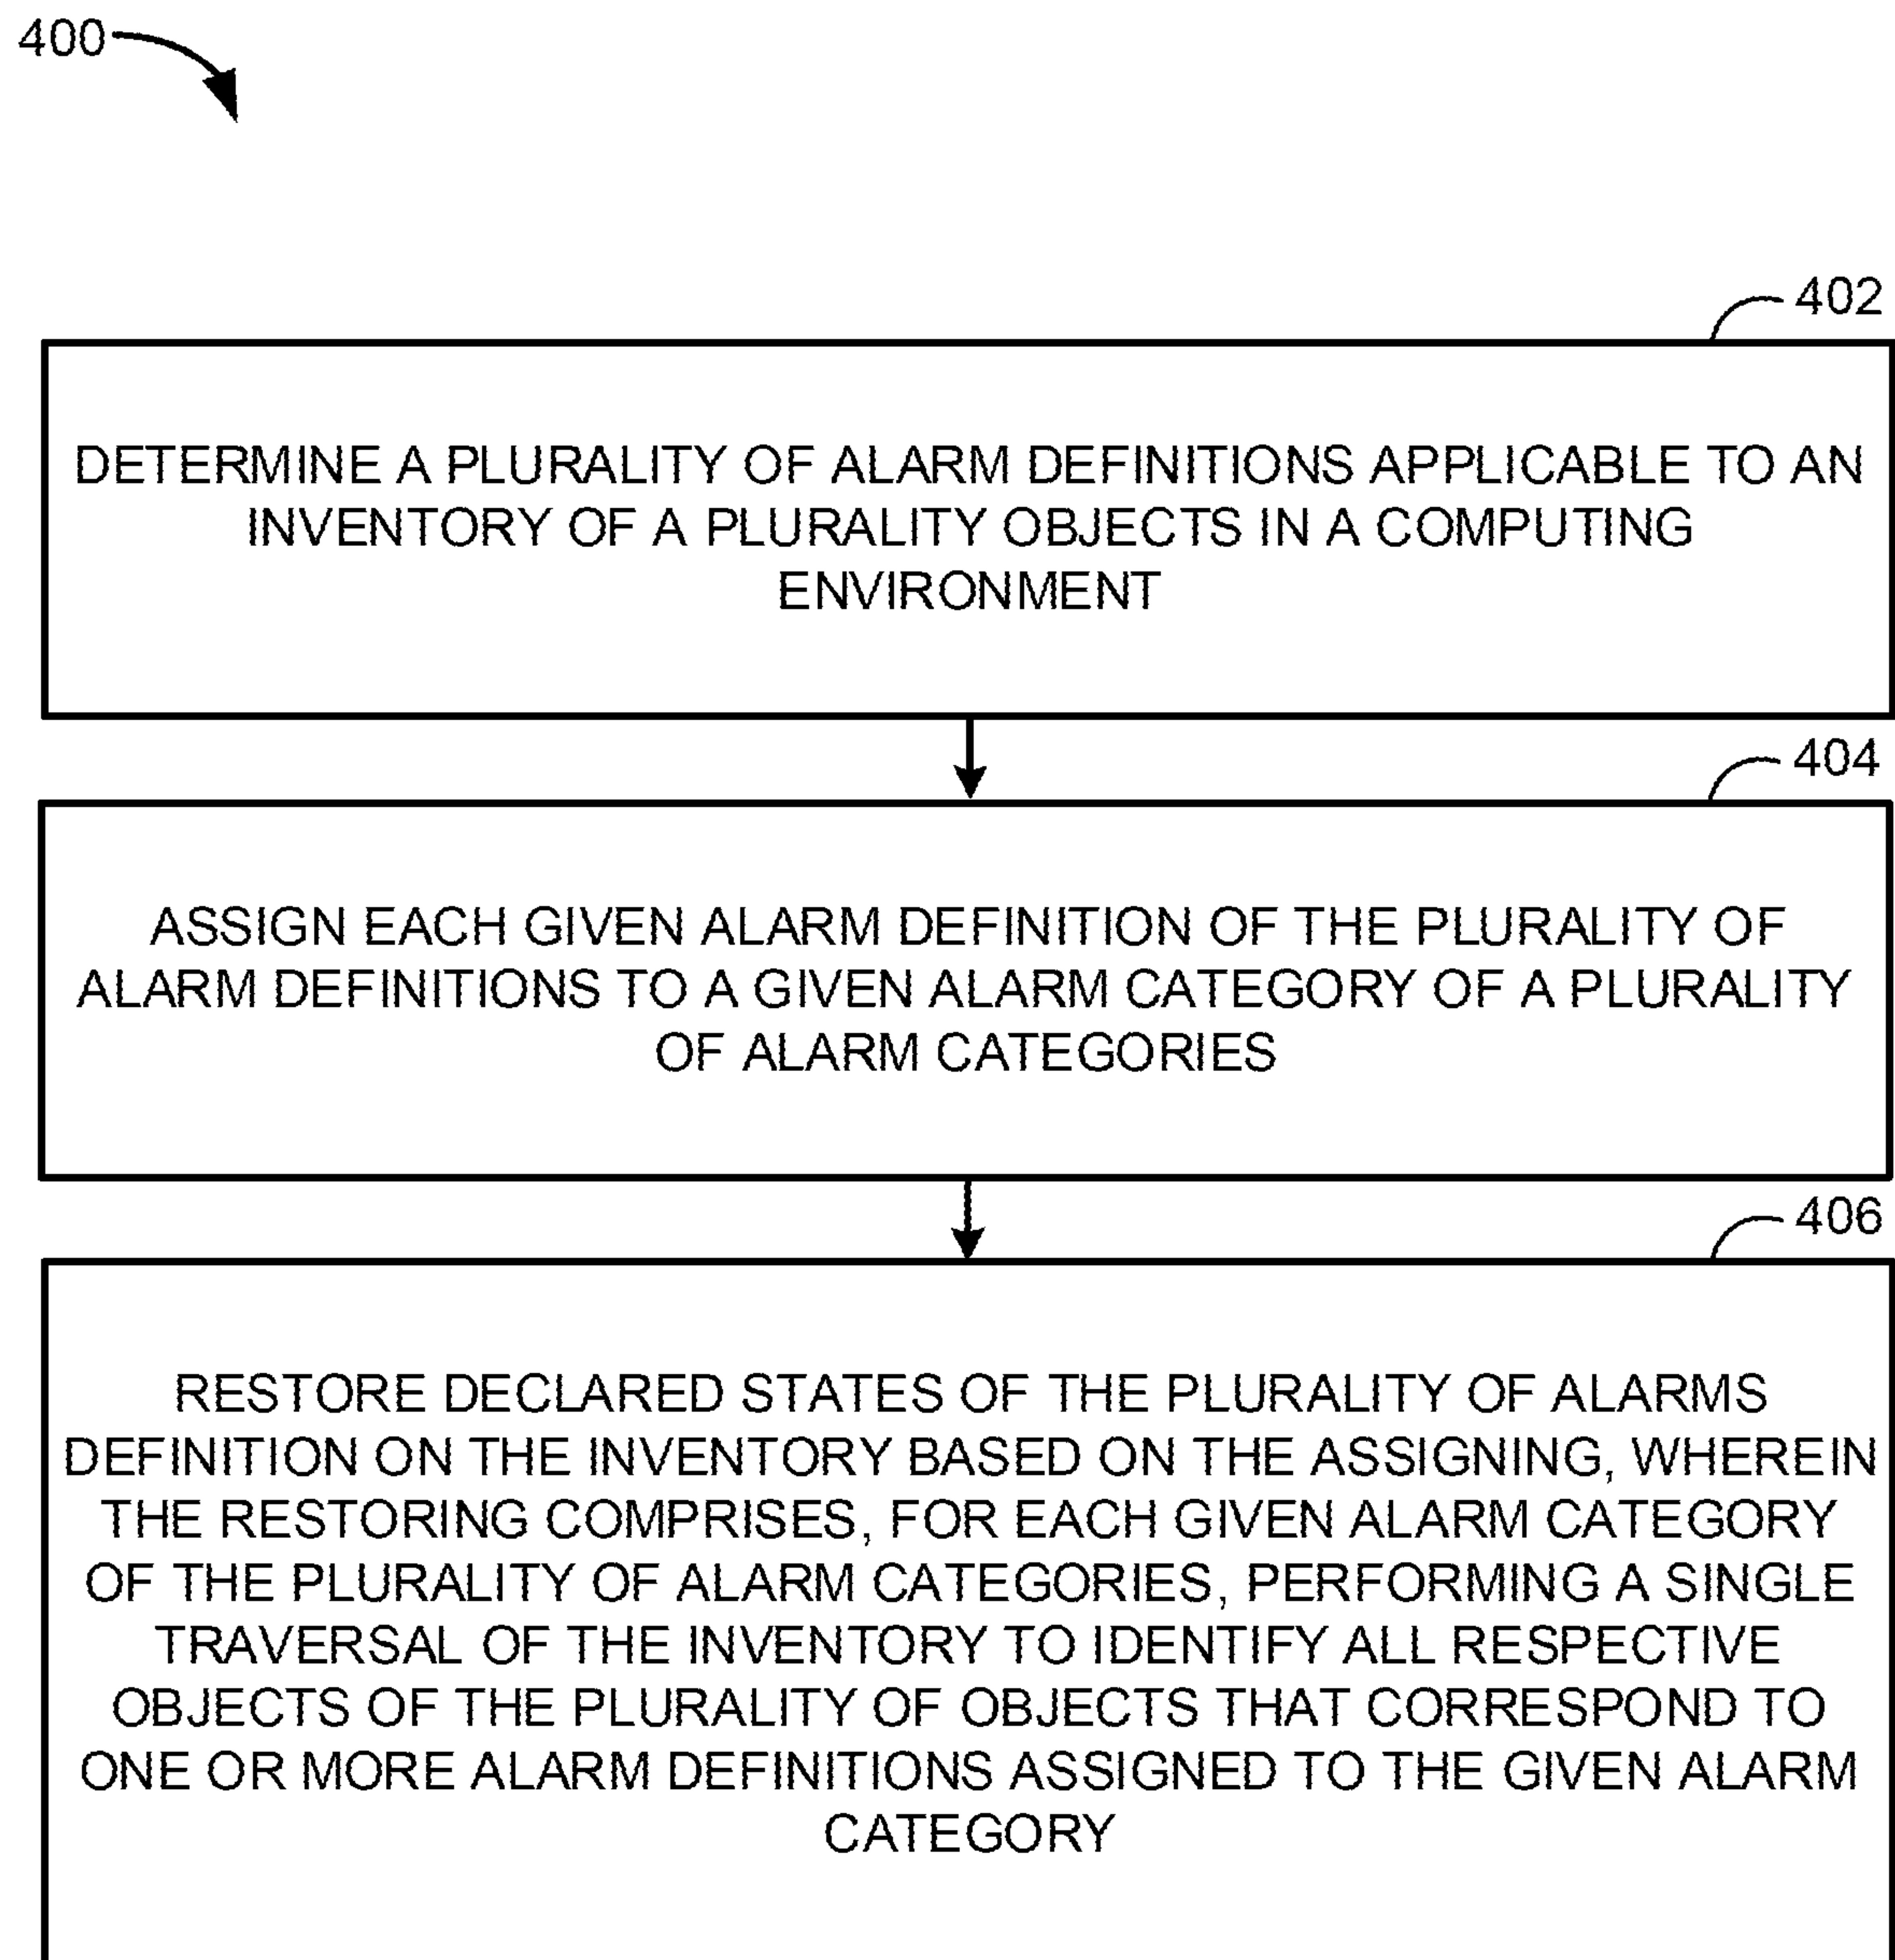 400
402
DETERMINE A PLURALITY OF ALARM DEFINITIONS APPLICABLE TO AN
INVENTORY OF A PLURALITY OBJECTS IN A COMPUTING
ENVIRONMENT
404
ASSIGN EACH GIVEN ALARM DEFINITION OF THE PLURALITY OF
ALARM DEFINITIONS TO A GIVEN ALARM CATEGORY OF A PLURALITY
OF ALARM CATEGORIES
406
RESTORE DECLARED STATES OF THE PLURALITY OF ALARMS
DEFINITION ON THE INVENTORY BASED ON THE ASSIGNING, WHEREIN
THE RESTORING COMPRISES, FOR EACH GIVEN ALARM CATEGORY
OF THE PLURALITY OF ALARM CATEGORIES, PERFORMING A SINGLE
TRAVERSAL OF THE INVENTORY TO IDENTIFY ALL RESPECTIVE
OBJECTS OF THE PLURALITY OF OBJECTS THAT CORRESPOND TO
ONE OR MORE ALARM DEFINITIONS ASSIGNED TO THE GIVEN ALARM
CATEGORY